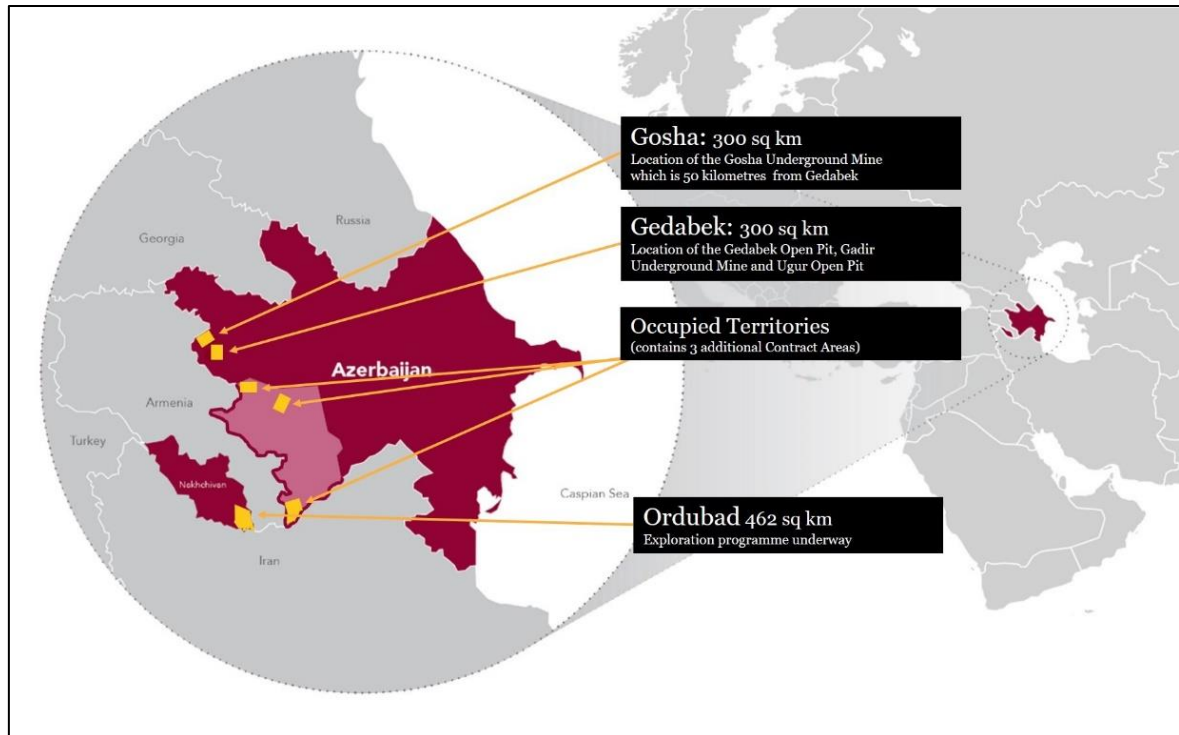 Gosha: 300 sq km
Location of the Gosha Underground Mine
which is 50 kilometres from Gedabek
Gedabek: 300 sq km
Location of the Gedabek Open Pit, Gadir
Underground Mine and Ugur Open Pit
Occupied Territories
(contains 3 additional Contract Areas)
Ordubad 462 sq km
Exploration programme underway
Russia
Georgia
Azerbaijan
Armenia
Turkey
Nakhchivan
Caspian Sea
Iran